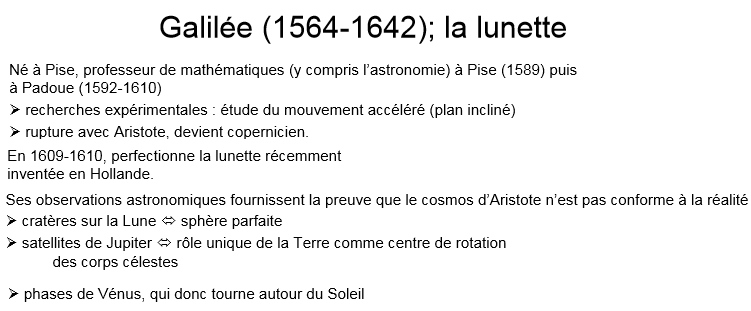 Galilée (1564-1642); la lunette
Né à Pise, professeur de mathématiques (y compris l’astronomie) à Pise (1589) puis
à Padoue (1592-1610)
➢ recherches expérimentales : étude du mouvement accéléré (plan incliné)
➢ rupture avec Aristote, devient copernicien.
En 1609-1610, perfectionne la lunette récemment
inventée en Hollande.
Ses observations astronomiques fournissent la preuve que le cosmos d’Aristote n’est pas conforme à la réalité
➢ cratères sur la Lune ⬄ sphère parfaite
➢ satellites de Jupiter ⬄ rôle unique de la Terre comme centre de rotation
des corps célestes
➢ phases de Vénus, qui donc tourne autour du Soleil